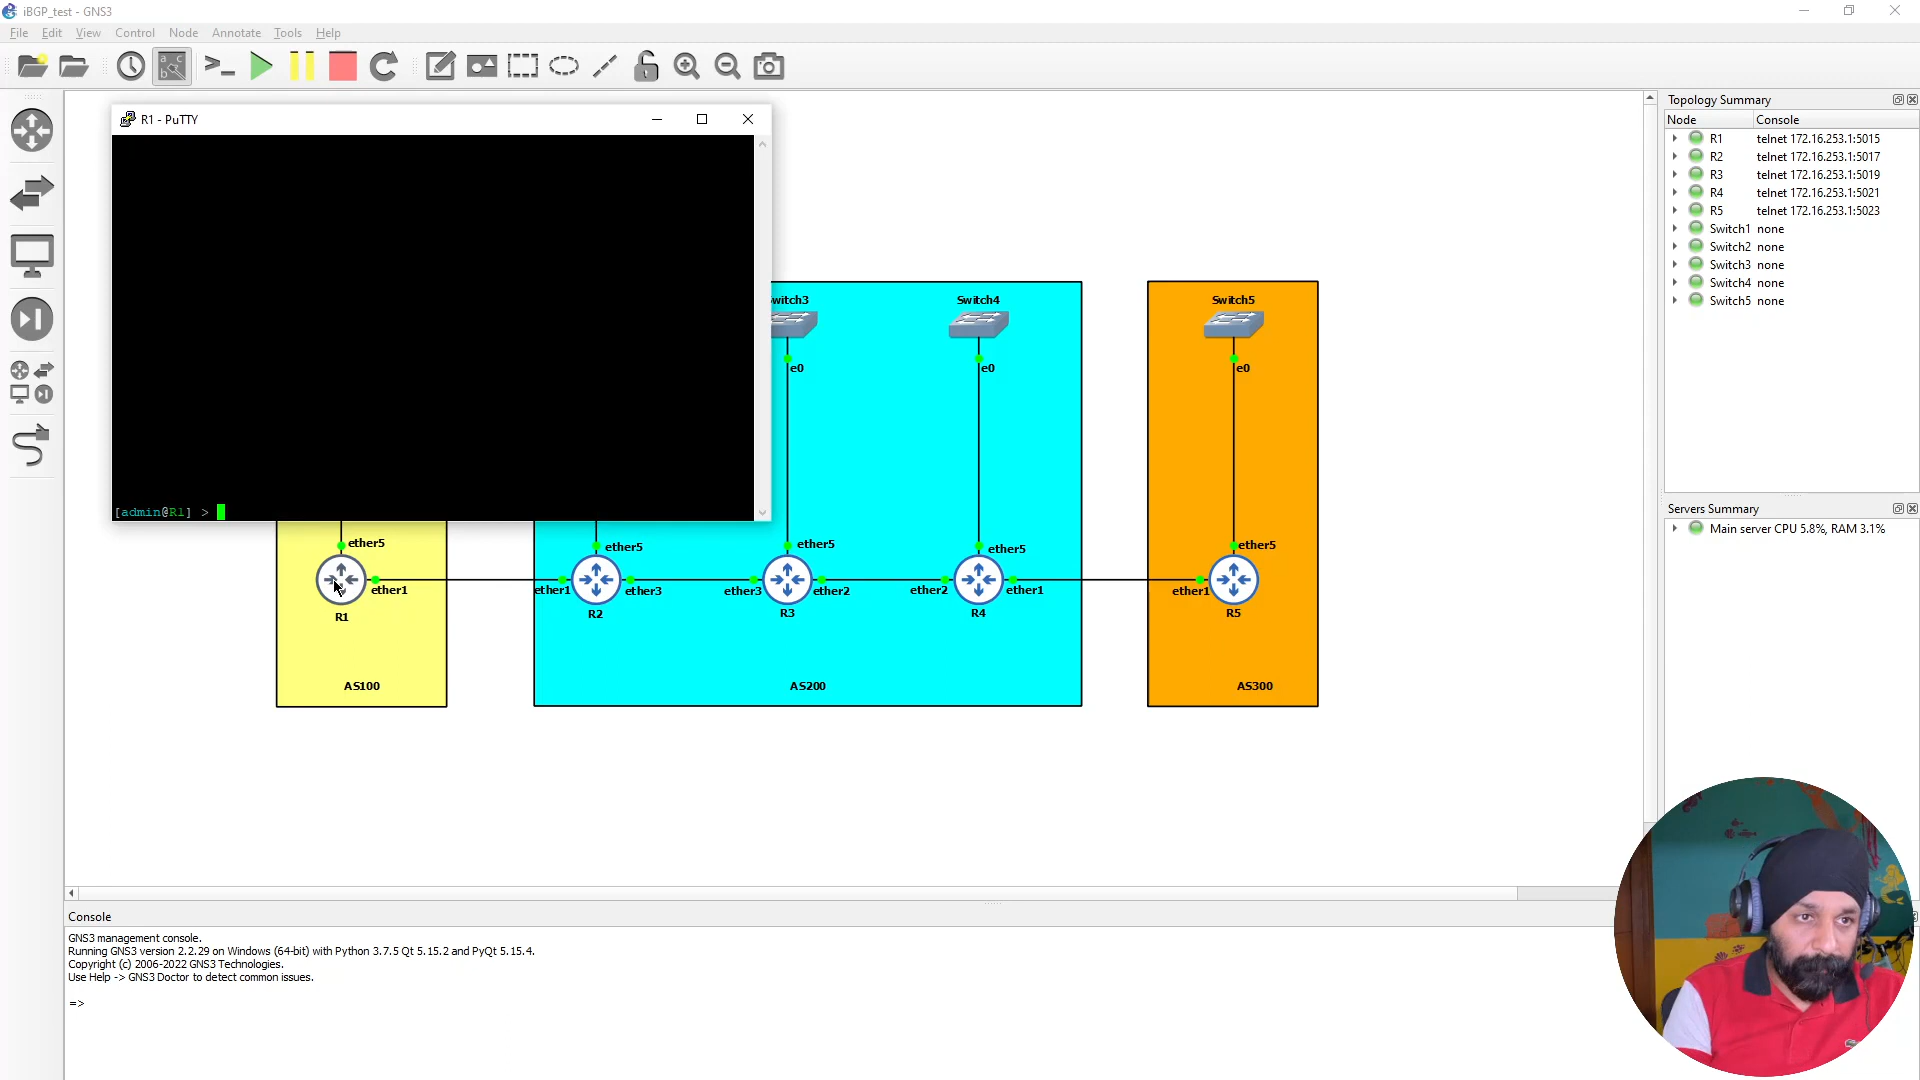 iBGP_test - GNS3
File Edit View Control Node Annotate Tools Help
R1 - PuTTY
[admin@R1] >
Switch4
Switch5
e0
e0
e0
ether5
ether5
ether5
ether5
ether5
ether1
ether1
ether3
ether3
ether2
ether2
ether1
ether1
R1
R2
R3
R4
R5
AS100
AS200
AS300
Topology Summary
Node Console
R1 telnet 172.16.253.1:5015
R2 telnet 172.16.253.1:5017
R3 telnet 172.16.253.1:5019
R4 telnet 172.16.253.1:5021
R5 telnet 172.16.253.1:5023
Switch1 none
Switch2 none
Switch3 none
Switch4 none
Switch5 none
Servers Summary
Main server CPU 5.8%, RAM 3.1%
Console
GNS3 management console.
Running GNS3 version 2.2.29 on Windows (64-bit) with Python 3.7.5 Qt 5.15.2 and PyQt 5.15.4.
Copyright (c) 2006-2022 GNS3 Technologies.
Use Help -> GNS3 Doctor to detect common issues.
=>